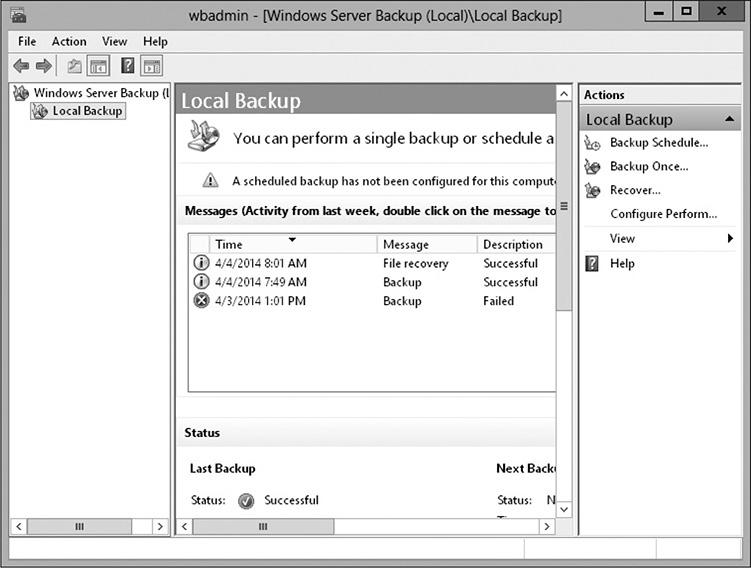 wbadmin - [Windows Server Backup (Local)\Local Backup]
File Action View Help
Windows Server Backup (L
Local Backup
Local Backup
You can perform a single backup or schedule a
A scheduled backup has not been configured for this compute
Messages (Activity from last week, double click on the message to
Time Message Description
4/4/2014 8:01 AM File recovery Successful
4/4/2014 7:49 AM Backup Successful
4/3/2014 1:01 PM Backup Failed
Status
Last Backup Next Back
Status: Successful Status: N
Actions
Local Backup
Backup Schedule...
Backup Once...
Recover...
Configure Perform...
View
Help